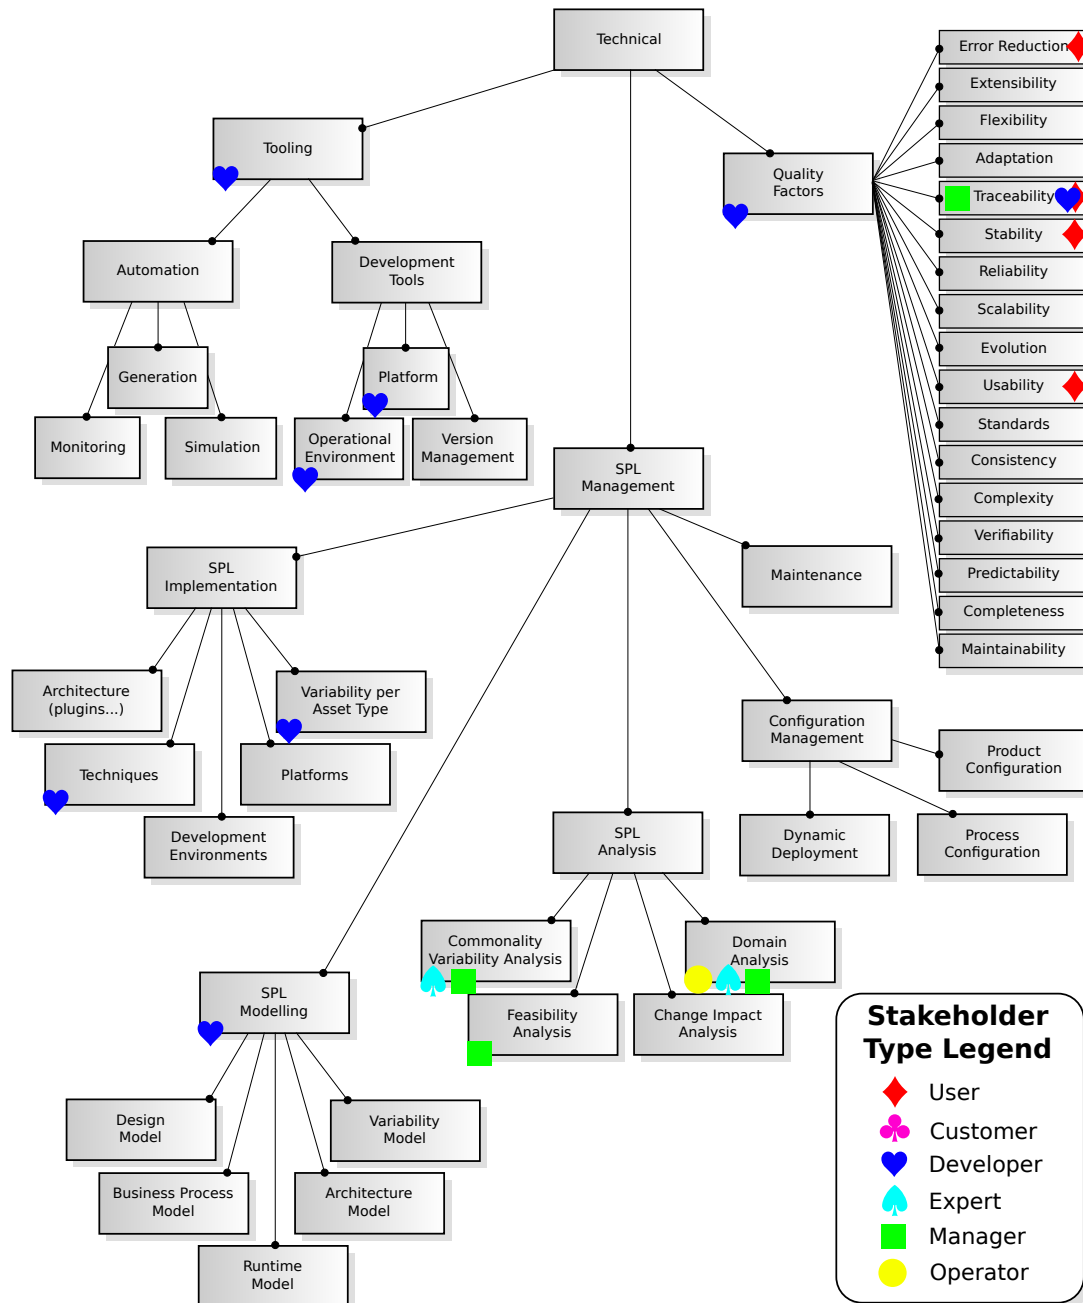 Technical
Error Reduction
Extensibility
Flexibility
Adaptation
Traceability
Stability
Reliability
Scalability
Evolution
Usability
Standards
Consistency
Complexity
Verifiability
Predictability
Completeness
Maintainability
Tooling
Quality
Factors
Automation
Development
Tools
Generation
Platform
Monitoring
Simulation
Operational
Environment
Version
Management
SPL
Management
SPL
Implementation
Maintenance
Architecture
(plugins...)
Variability per
Asset Type
Techniques
Platforms
Development
Environments
Configuration
Management
Product
Configuration
Dynamic
Deployment
Process
Configuration
SPL
Analysis
Commonality
Variability Analysis
Domain
Analysis
Feasibility
Analysis
Change Impact
Analysis
SPL
Modelling
Design
Model
Variability
Model
Business Process
Model
Architecture
Model
Runtime
Model
Stakeholder
Type Legend
User
Customer
Developer
Expert
Manager
Operator